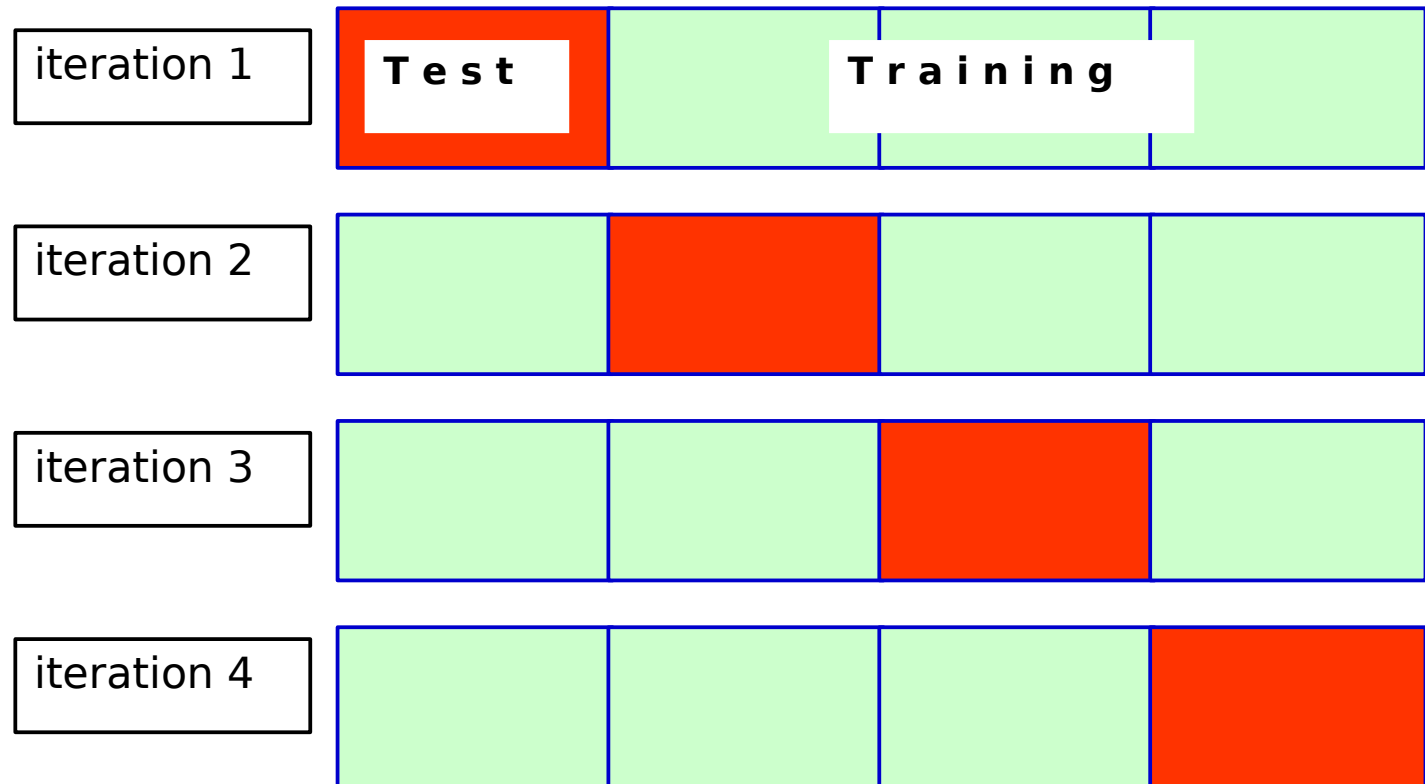 iteration 1
Test
Training
iteration 2
iteration 3
iteration 4